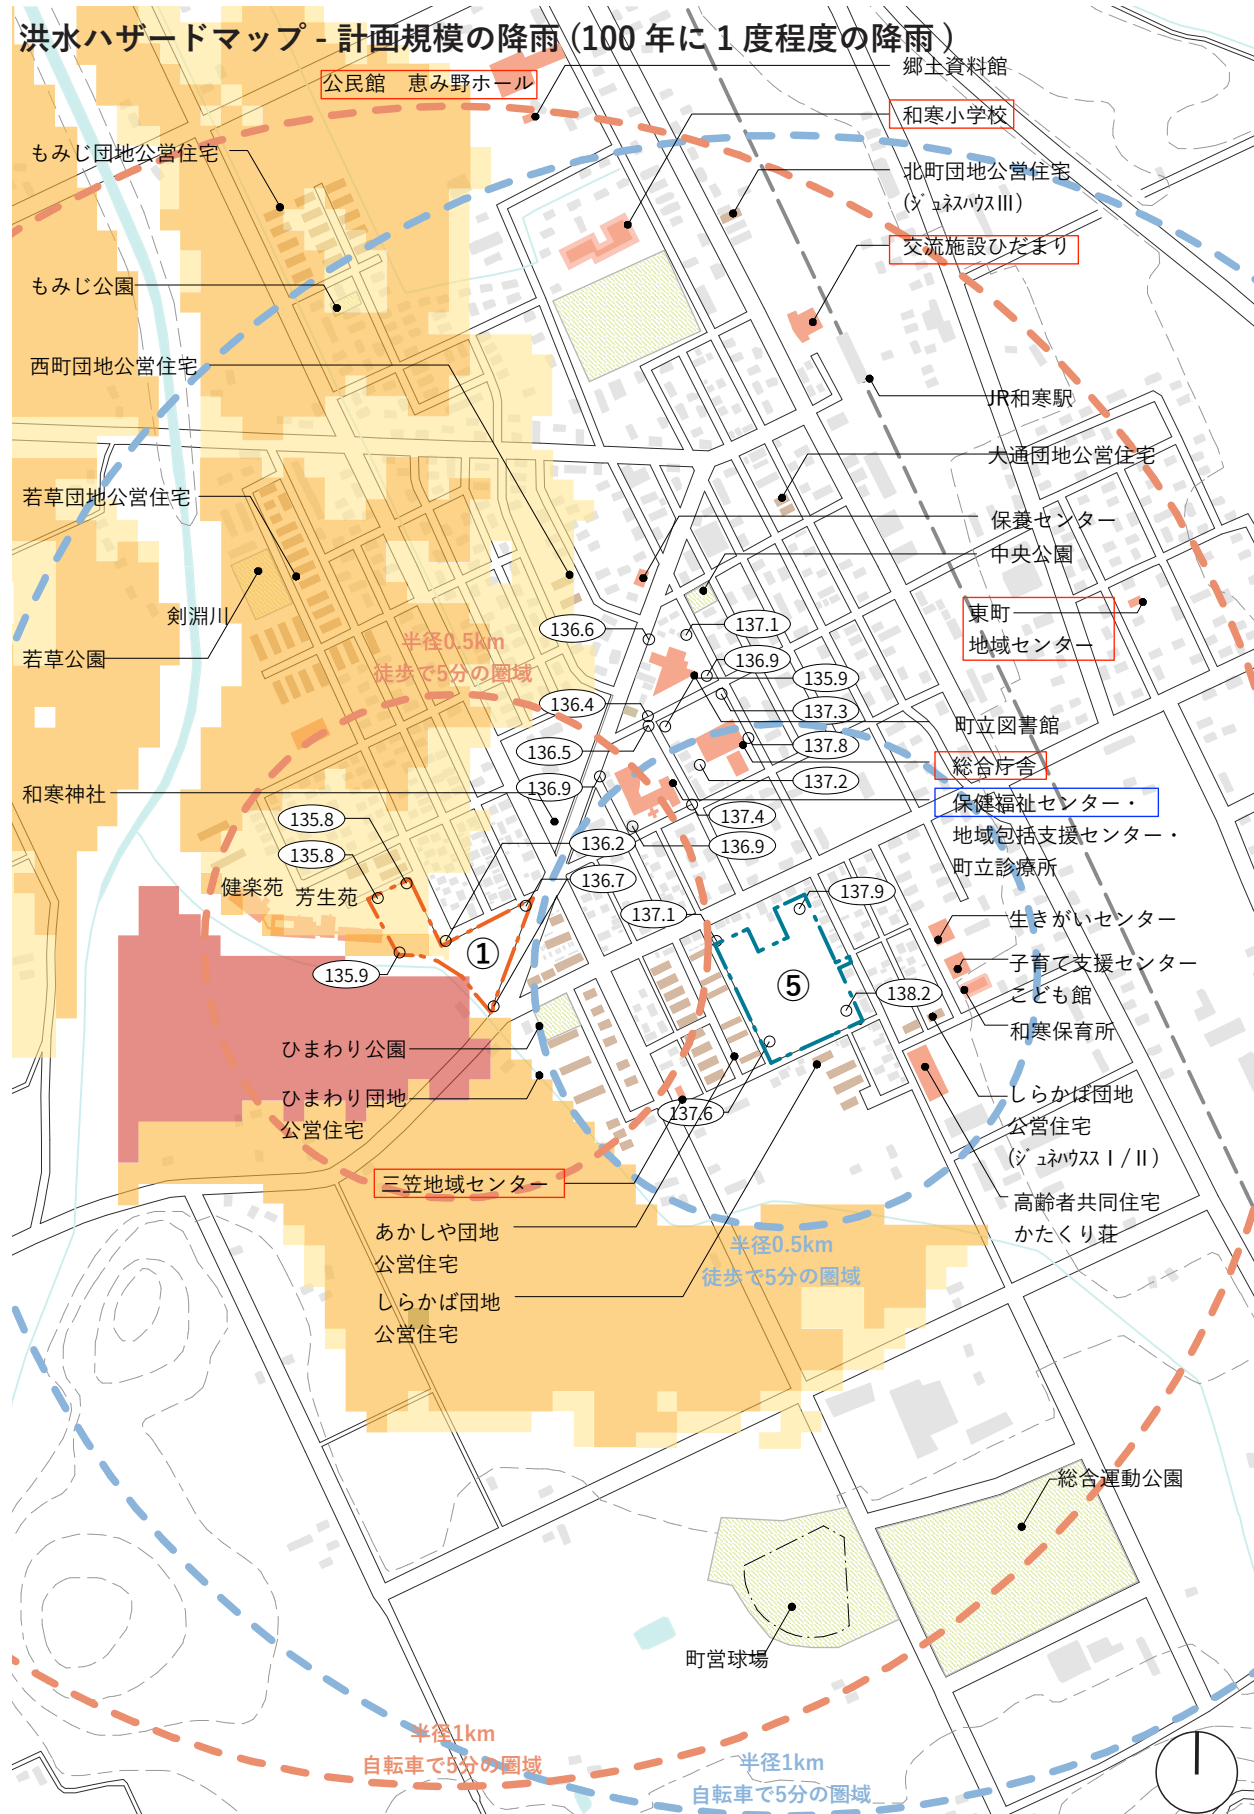 洪水ハザードマップ - 計画規模の降雨 (100 年に 1 度程度の降雨 )
郷土資料館
公民館　恵み野ホール
和寒小学校
もみじ団地公営住宅
北町団地公営住宅
(ジュネスハウスⅢ)
交流施設ひだまり
もみじ公園
西町団地公営住宅
JR和寒駅
大通団地公営住宅
若草団地公営住宅
保養センター
中央公園
剣淵川
東町
地域センター
若草公園
半径0.5km
徒歩で5分の圏域
136.6
137.1
136.9
135.9
136.4
137.3
町立図書館
136.5
137.8
総合庁舎
137.2
136.9
和寒神社
保健福祉センター・
地域包括支援センター・
町立診療所
137.4
135.8
136.2
136.9
135.8
136.7
健楽苑
芳生苑
137.1
137.9
生きがいセンター
①
135.9
⑤
138.2
子育て支援センター
こども館
和寒保育所
ひまわり公園
ひまわり団地
公営住宅
137.6
しらかば団地
公営住宅
(ジュネハウススⅠ/Ⅱ)
三笠地域センター
高齢者共同住宅
かたくり荘
あかしや団地
公営住宅
半径0.5km
徒歩で5分の圏域
しらかば団地
公営住宅
総合運動公園
町営球場
半径1km
自転車で5分の圏域
半径1km
自転車で5分の圏域